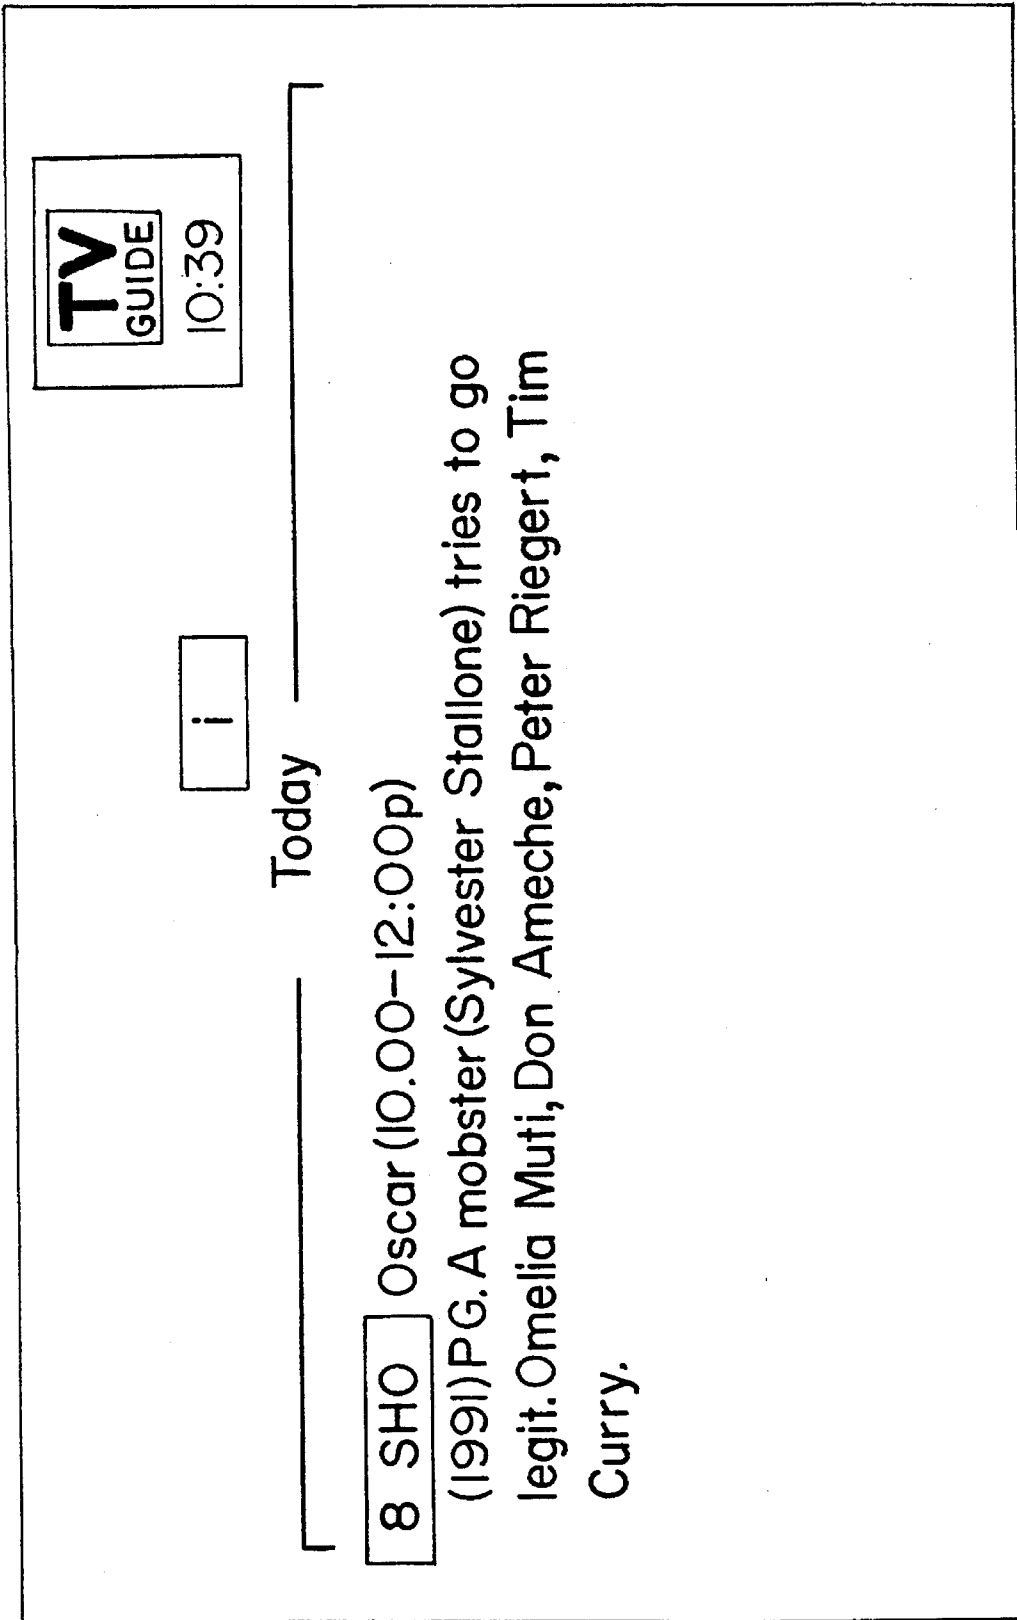 TV
GUIDE
10:39
i
Today
8 SHO Oscar (10.00-12:00p)
(1991) PG. A mobster (Sylvester Stallone) tries to go
legit. Omelia Muti, Don Ameche, Peter Riegert, Tim
Curry.